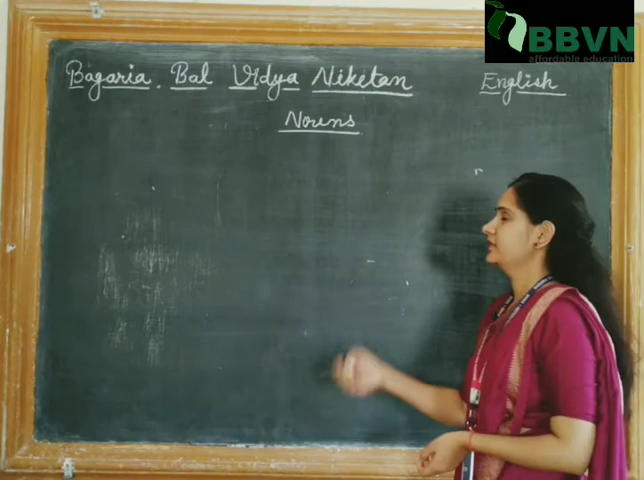 BBVN
affordable education
Bagaria. Bal Vidya Niketan English
Nouns